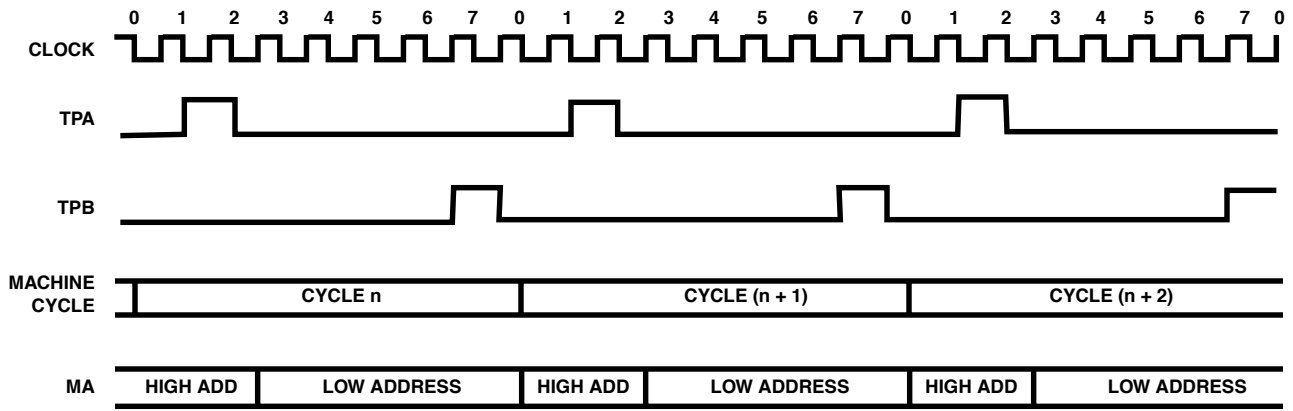 0 1 2 3 4 5 6 7 0 1 2 3 4 5 6 7 0 1 2 3 4 5 6 7 0
CLOCK
TPA
TPB
MACHINE
CYCLE
CYCLE n CYCLE (n + 1) CYCLE (n + 2)
MA HIGH ADD LOW ADDRESS HIGH ADD LOW ADDRESS HIGH ADD LOW ADDRESS